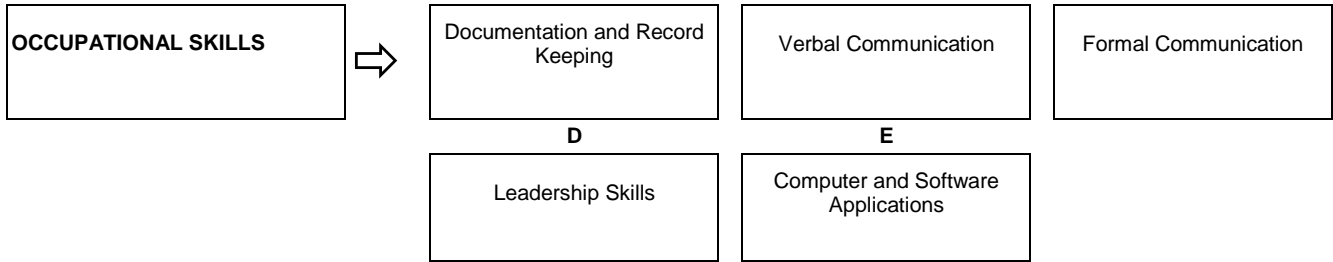 OCCUPATIONAL SKILLS
Documentation and Record
Keeping
Verbal Communication
Formal Communication
D
E
Leadership Skills
Computer and Software
Applications